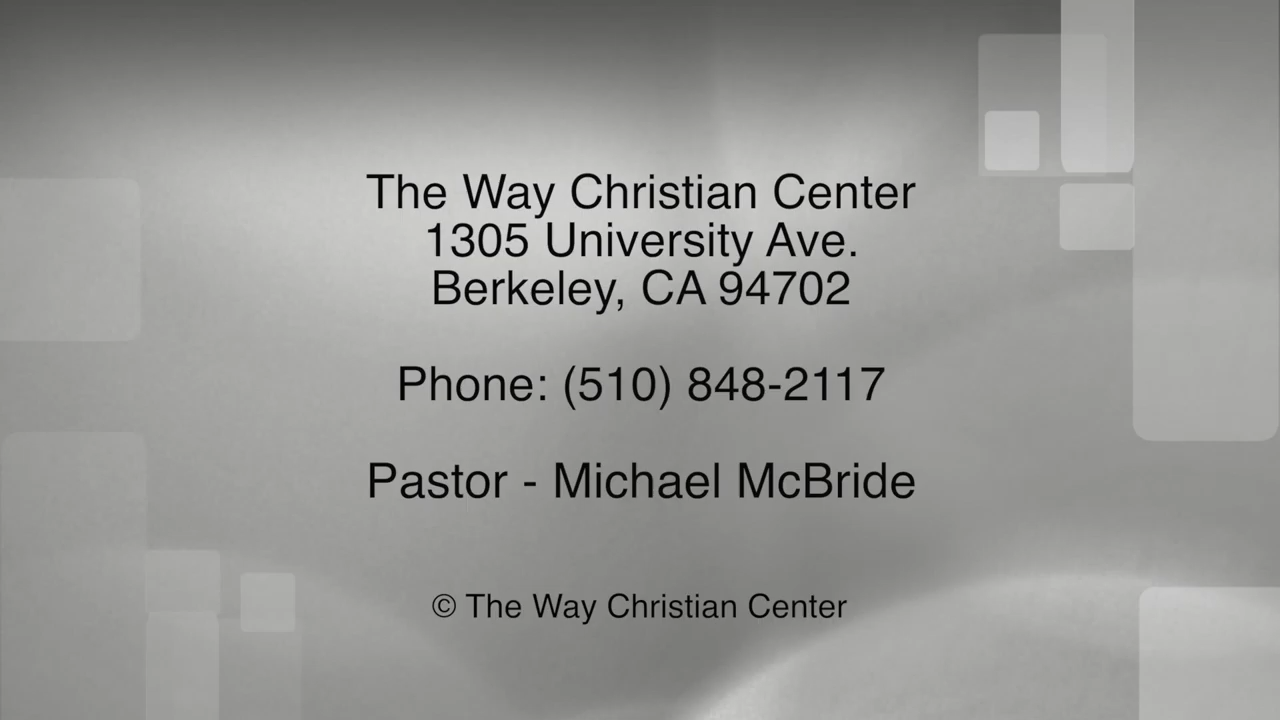 The Way Christian Center
1305 University Ave.
Berkeley, CA 94702
Phone: (510) 848-2117
Pastor - Michael McBride
© The Way Christian Center